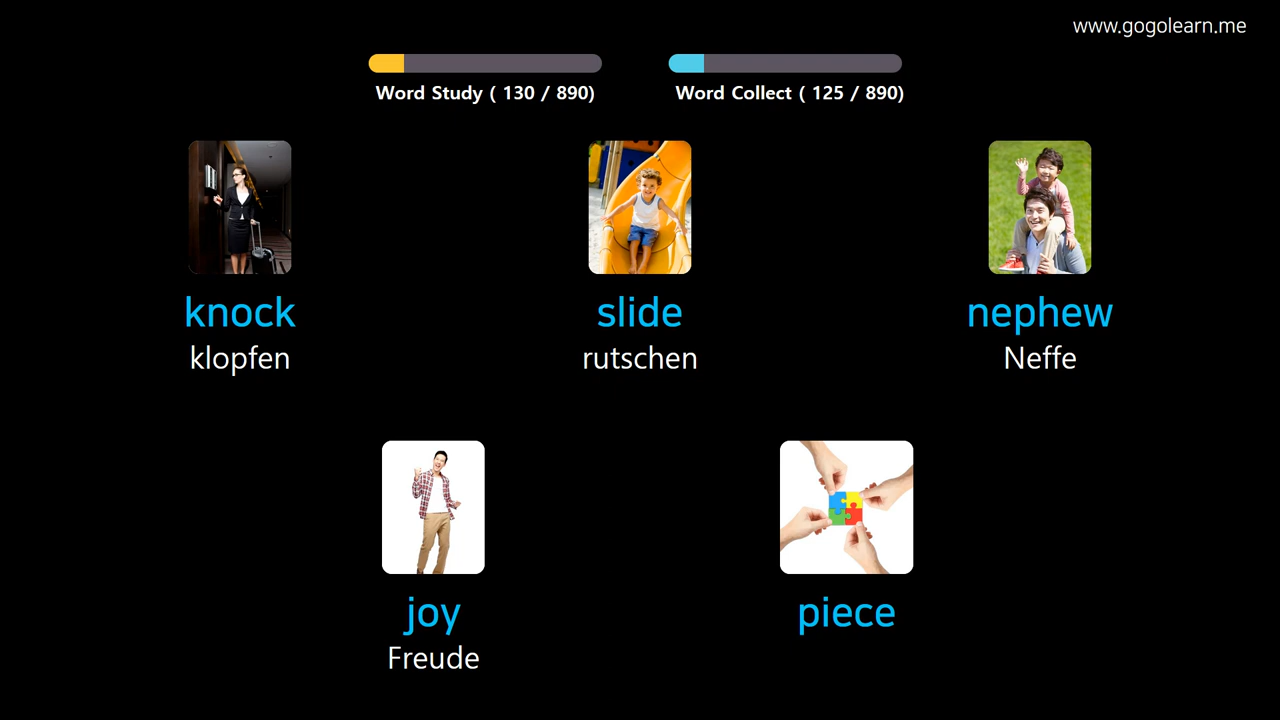 www.gogolearn.me
Word Study ( 130 / 890)
Word Collect ( 125 / 890)
knock
klopfen
slide
rutschen
nephew
Neffe
joy
Freude
piece